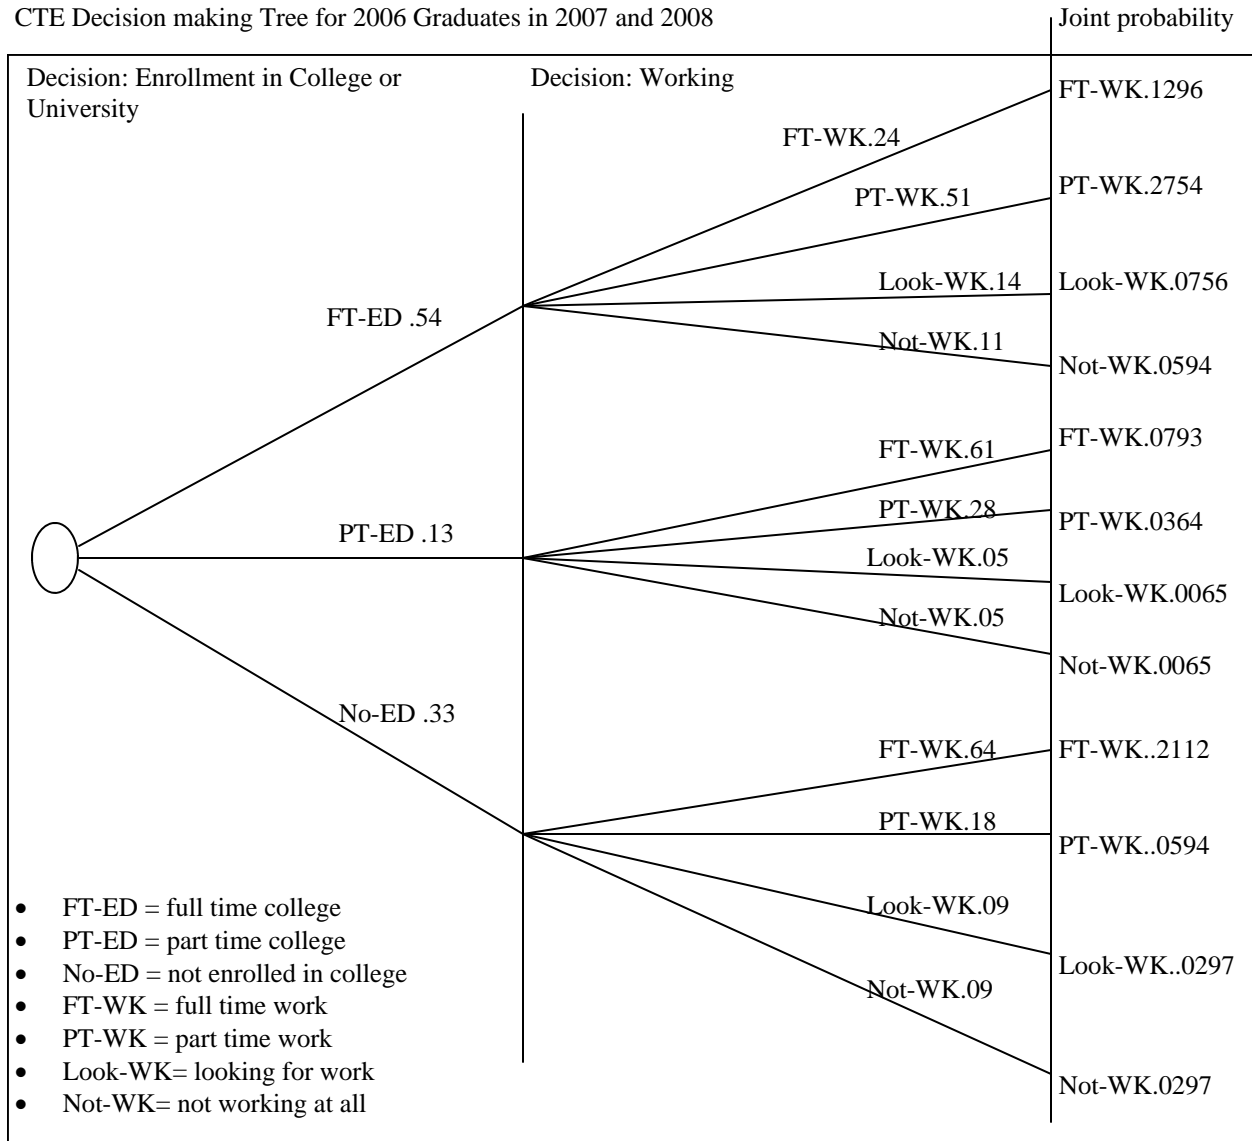 CTE Decision making Tree for 2006 Graduates in 2007 and 2008
Joint probability
Decision: Enrollment in College or
University
Decision: Working
FT-ED .54
FT-WK.24
FT-WK.1296
PT-WK.51
PT-WK.2754
Look-WK.14
Look-WK.0756
Not-WK.11
Not-WK.0594
PT-ED .13
FT-WK.61
FT-WK.0793
PT-WK.28
PT-WK.0364
Look-WK.05
Look-WK.0065
Not-WK.05
Not-WK.0065
No-ED .33
FT-WK.64
FT-WK..2112
PT-WK.18
PT-WK..0594
Look-WK.09
Look-WK..0297
Not-WK.09
Not-WK.0297
• FT-ED = full time college
• PT-ED = part time college
• No-ED = not enrolled in college
• FT-WK = full time work
• PT-WK = part time work
• Look-WK= looking for work
• Not-WK= not working at all